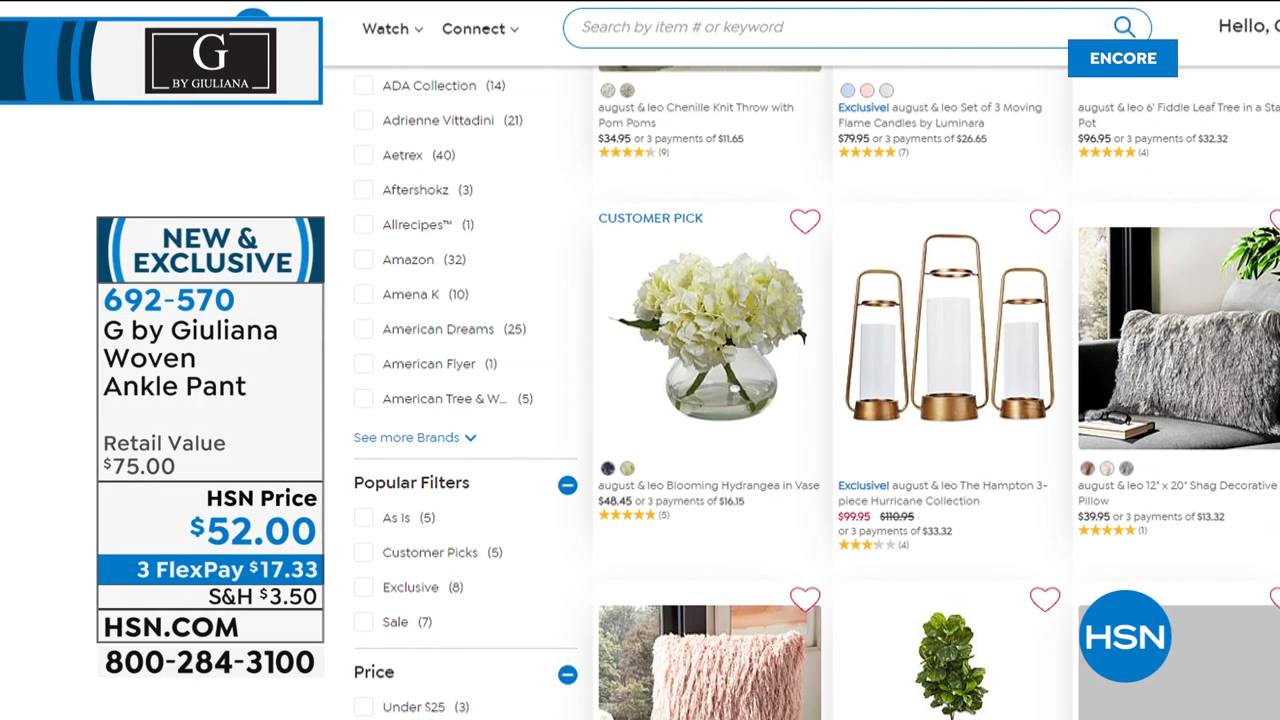 G
BY GIULIANA
Watch
Connect
Search by item # or keyword
Hello,
ENCORE
NEW &
EXCLUSIVE
692-570
G by Giuliana
Woven
Ankle Pant
Retail Value
$75.00
HSN Price
$52.00
3 FlexPay $17.33
S&H $3.50
HSN.COM
800-284-3100
ADA Collection (14)
Adrienne Vittadini (21)
Aetrex (40)
Aftershokz (3)
Allrecipes™ (1)
Amazon (32)
Amena K (10)
American Dreams (25)
American Flyer (1)
American Tree & W... (5)
See more Brands
Popular Filters
As Is (5)
Customer Picks (5)
Exclusive (8)
Sale (7)
Price
Under $25 (3)
august & leo Chenille Knit Throw with
Pom Poms
$34.95 or 3 payments of $11.65
(9)
Exclusive! august & leo Set of 3 Moving
Flame Candles by Luminara
$79.95 or 3 payments of $26.65
(7)
august & leo 6' Fiddle Leaf Tree in a Sta
Pot
$96.95 or 3 payments of $32.32
(4)
CUSTOMER PICK
august & leo Blooming Hydrangea in Vase
$48.45 or 3 payments of $16.15
(5)
Exclusive! august & leo The Hampton 3-
piece Hurricane Collection
$99.95 $110.95
or 3 payments of $33.32
(4)
august & leo 12" x 20" Shag Decorative
Pillow
$39.95 or 3 payments of $13.32
(1)
HSN